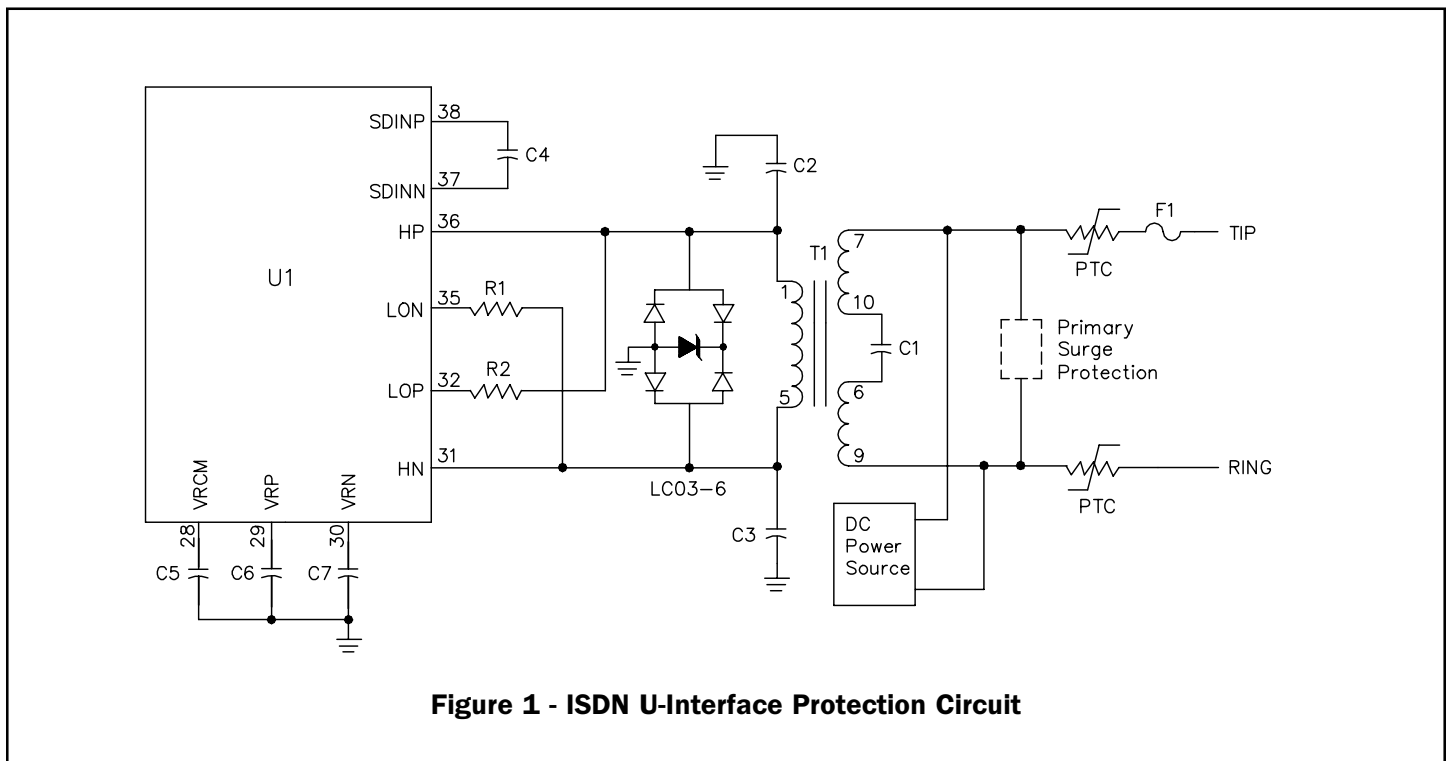 SDINP 38
C4
SDINN 37
HP 36
U1
LON 35 R1
LOP 32 R2
HN 31
VRCM
VRP
VRN
28
29
30
C5
C6
C7
LC03-6
C2
C3
T1
1
5
7
10
6
9
C1
DC
Power
Source
Primary
Surge
Protection
F1
TIP
PTC
RING
PTC
Figure 1 - ISDN U-Interface Protection Circuit